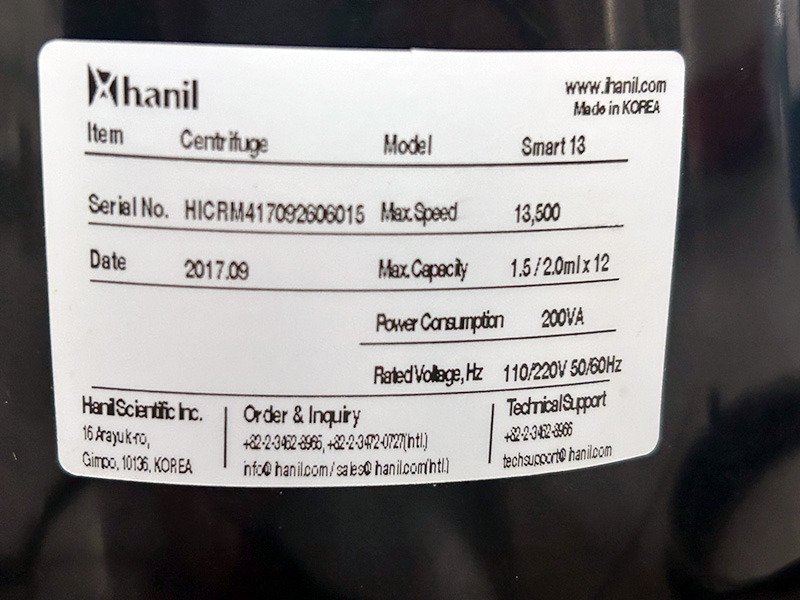 hanil
www.ihanil.com
Made in KOREA
Item Centrifuge Model Smart 13
Serial No. HICRM417092606015 Max. Speed 13,500
Date 2017.09 Max. Capacity 1.5 / 2.0ml x 12
Power Consumption 200VA
Rated Voltage, Hz 110/220V 50/60Hz
Hanil Scientific Inc.
16 Arayuk-ro,
Gimpo, 10136, KOREA
Order & Inquiry
+82-2-3462-8966, +82-2-3472-0727(Intl.)
info@ihanil.com / sales@ihanil.com(Intl.)
Technical Support
+82-2-3462-8966
techsupport@ihanil.com